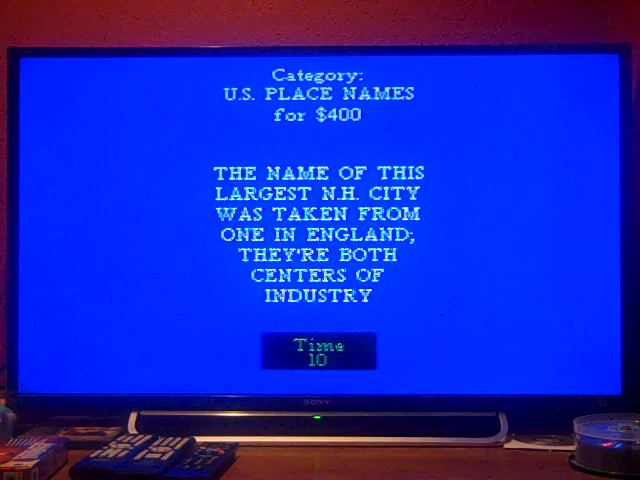 Category:
U.S. PLACE NAMES
for $400
THE NAME OF THIS
LARGEST N.H. CITY
WAS TAKEN FROM
ONE IN ENGLAND;
THEY'RE BOTH
CENTERS OF
INDUSTRY
Time
10
SONY